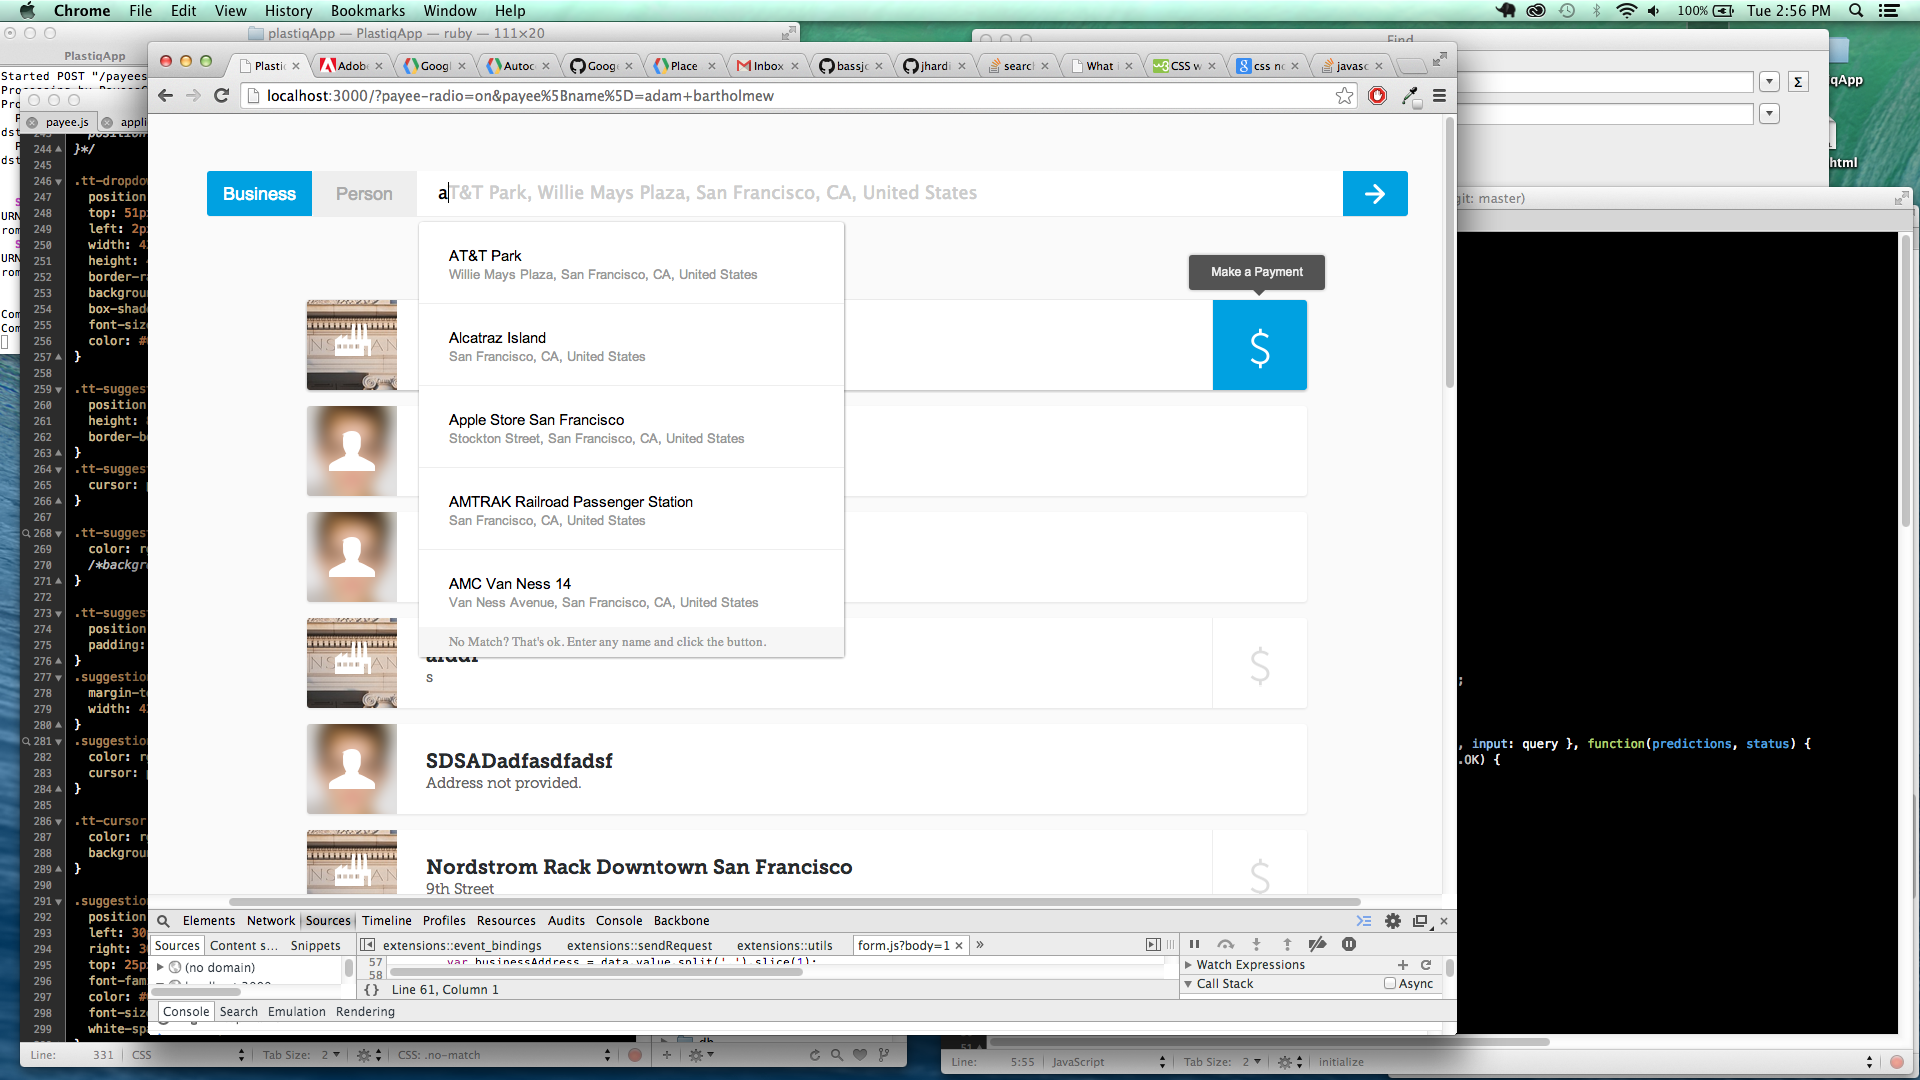 Chrome File Edit View History Bookmarks Window Help 100% Tue 2:56 PM
plastiqApp — PlastiqApp — ruby — 111×20
Find
PlastiqApp
Started POST "/payees
payee.js
Plastic Adobe Googl Autoc Googe Place Inbox bassjo jhardi search What i CSS w css no javasc
localhost:3000/?payee-radio=on&payee%5Bname%5D=adam+bartholmew
Business Person aT&T Park, Willie Mays Plaza, San Francisco, CA, United States
AT&T Park
Willie Mays Plaza, San Francisco, CA, United States
Make a Payment
Alcatraz Island
San Francisco, CA, United States
$
Apple Store San Francisco
Stockton Street, San Francisco, CA, United States
AMTRAK Railroad Passenger Station
San Francisco, CA, United States
AMC Van Ness 14
Van Ness Avenue, San Francisco, CA, United States
No Match? That's ok. Enter any name and click the button.
s
$
SDSADadfasdfadsf
Address not provided.
Nordstrom Rack Downtown San Francisco
9th Street
$
244 }*/
245
246 .tt-dropdow
247 position
248 top: 51p
249 left: 2p
250 width: 4
251 height:
252 border-ra
253 backgroun
254 box-shad
255 font-siz
256 color: #
257 }
258
259 .tt-sugges
260 position
261 height:
262 border-bo
263 }
264 .tt-sugges
265 cursor: p
266 }
267
268 .tt-sugges
269 color: r
270 /*backgr
271 }
272
273 .tt-sugges
274 position
275 padding:
276 }
277 .suggestion
278 margin-to
279 width: 4
280 }
281 .suggestion
282 color: r
283 cursor: p
284 }
285
286 .tt-cursor
287 color: r
288 backgroun
289 }
290
291 .suggestion
292 position
293 left: 30
294 right: 3
295 top: 25p
296 font-fam
297 color: #
298 font-siz
299 white-sp
Line: 331 CSS Tab Size: 2 CSS: .no-match
Elements Network Sources Timeline Profiles Resources Audits Console Backbone
Sources Content s... Snippets extensions::event_bindings extensions::sendRequest extensions::utils form.js?body=1
(no domain)
57 var businessAddress = data.value.split(',').slice(1);
58
{} Line 61, Column 1
Watch Expressions
Call Stack Async
Console Search Emulation Rendering
qApp
html
git: master)
;
, input: query }, function(predictions, status) {
.OK) {
Line: 5:55 JavaScript Tab Size: 2 initialize